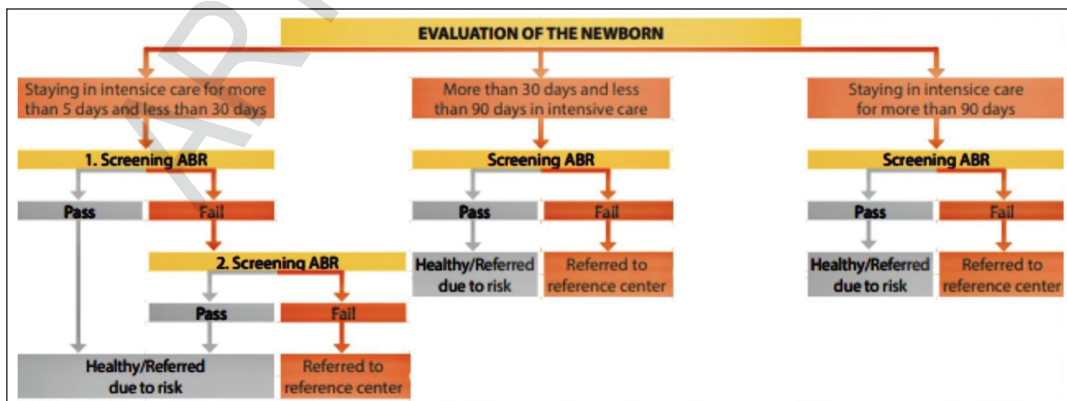 EVALUATION OF THE NEWBORN
Staying in intensice care for more
than 5 days and less than 30 days
More than 30 days and less
than 90 days in intensive care
Staying in intensice care
for more than 90 days
1. Screening ABR
Screening ABR
Screening ABR
Pass
Fail
Pass
Fail
Pass
Fail
2. Screening ABR
Healthy/Referred
due to risk
Referred to
reference center
Healthy/Referred
due to risk
Referred to
reference center
Pass
Fail
Healthy/Referred
due to risk
Referred to
reference center